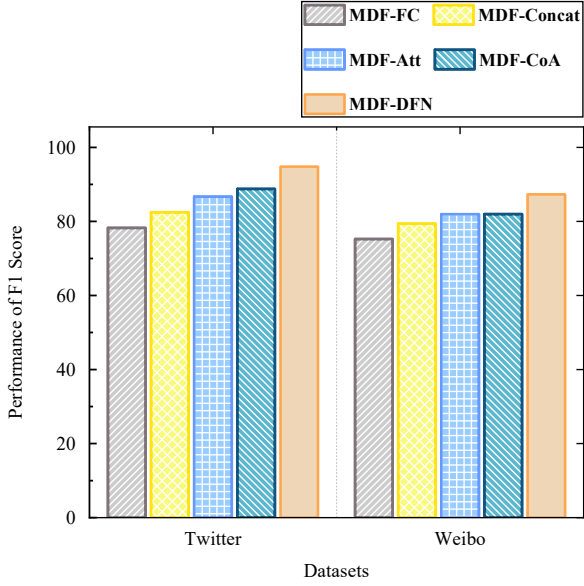 MDF-FC MDF-Concat
MDF-Att MDF-CoA
MDF-DFN
100
80
60
40
20
0
Performance of F1 Score
Twitter Weibo
Datasets